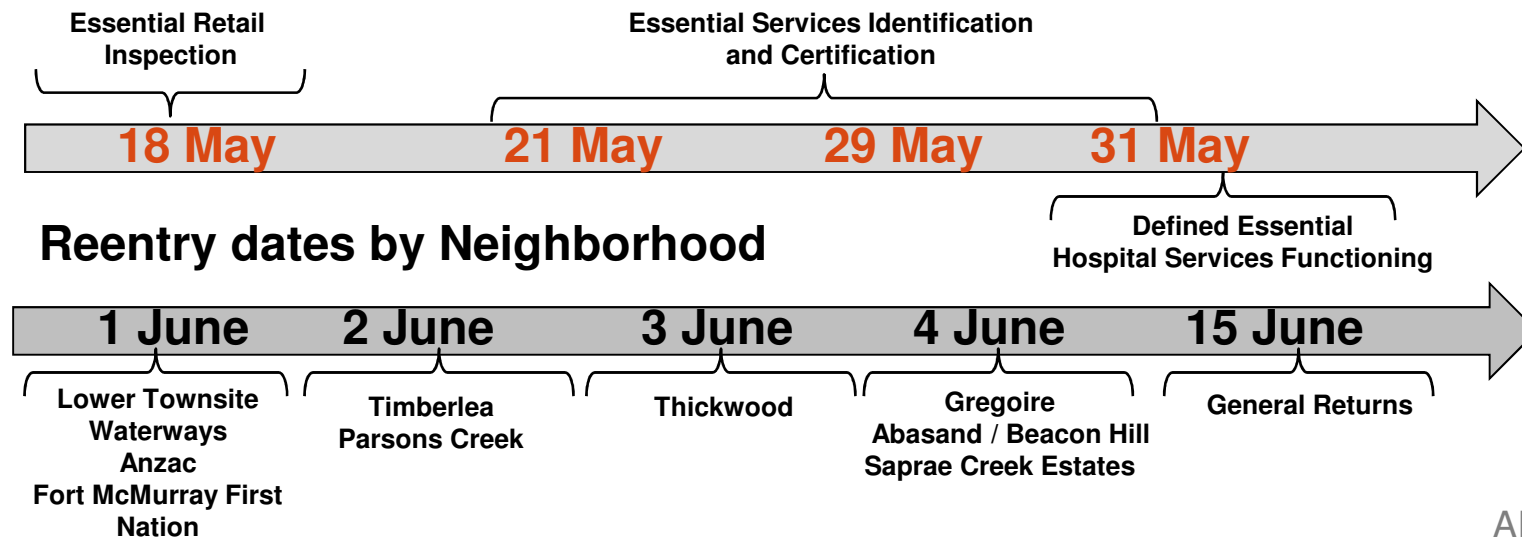 Essential Retail
Inspection
Essential Services Identification
and Certification
18 May
21 May
29 May
31 May
Defined Essential
Hospital Services Functioning
Reentry dates by Neighborhood
1 June
2 June
3 June
4 June
15 June
Lower Townsite
Waterways
Anzac
Fort McMurray First
Nation
Timberlea
Parsons Creek
Thickwood
Gregoire
Abasand / Beacon Hill
Saprae Creek Estates
General Returns